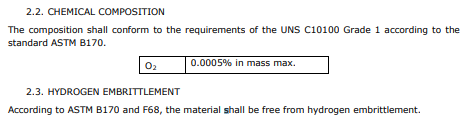 2.2. CHEMICAL COMPOSITION
The composition shall conform to the requirements of the UNS C10100 Grade 1 according to the
standard ASTM B170.
O₂ 0.0005% in mass max.
2.3. HYDROGEN EMBRITTLEMENT
According to ASTM B170 and F68, the material shall be free from hydrogen embrittlement.